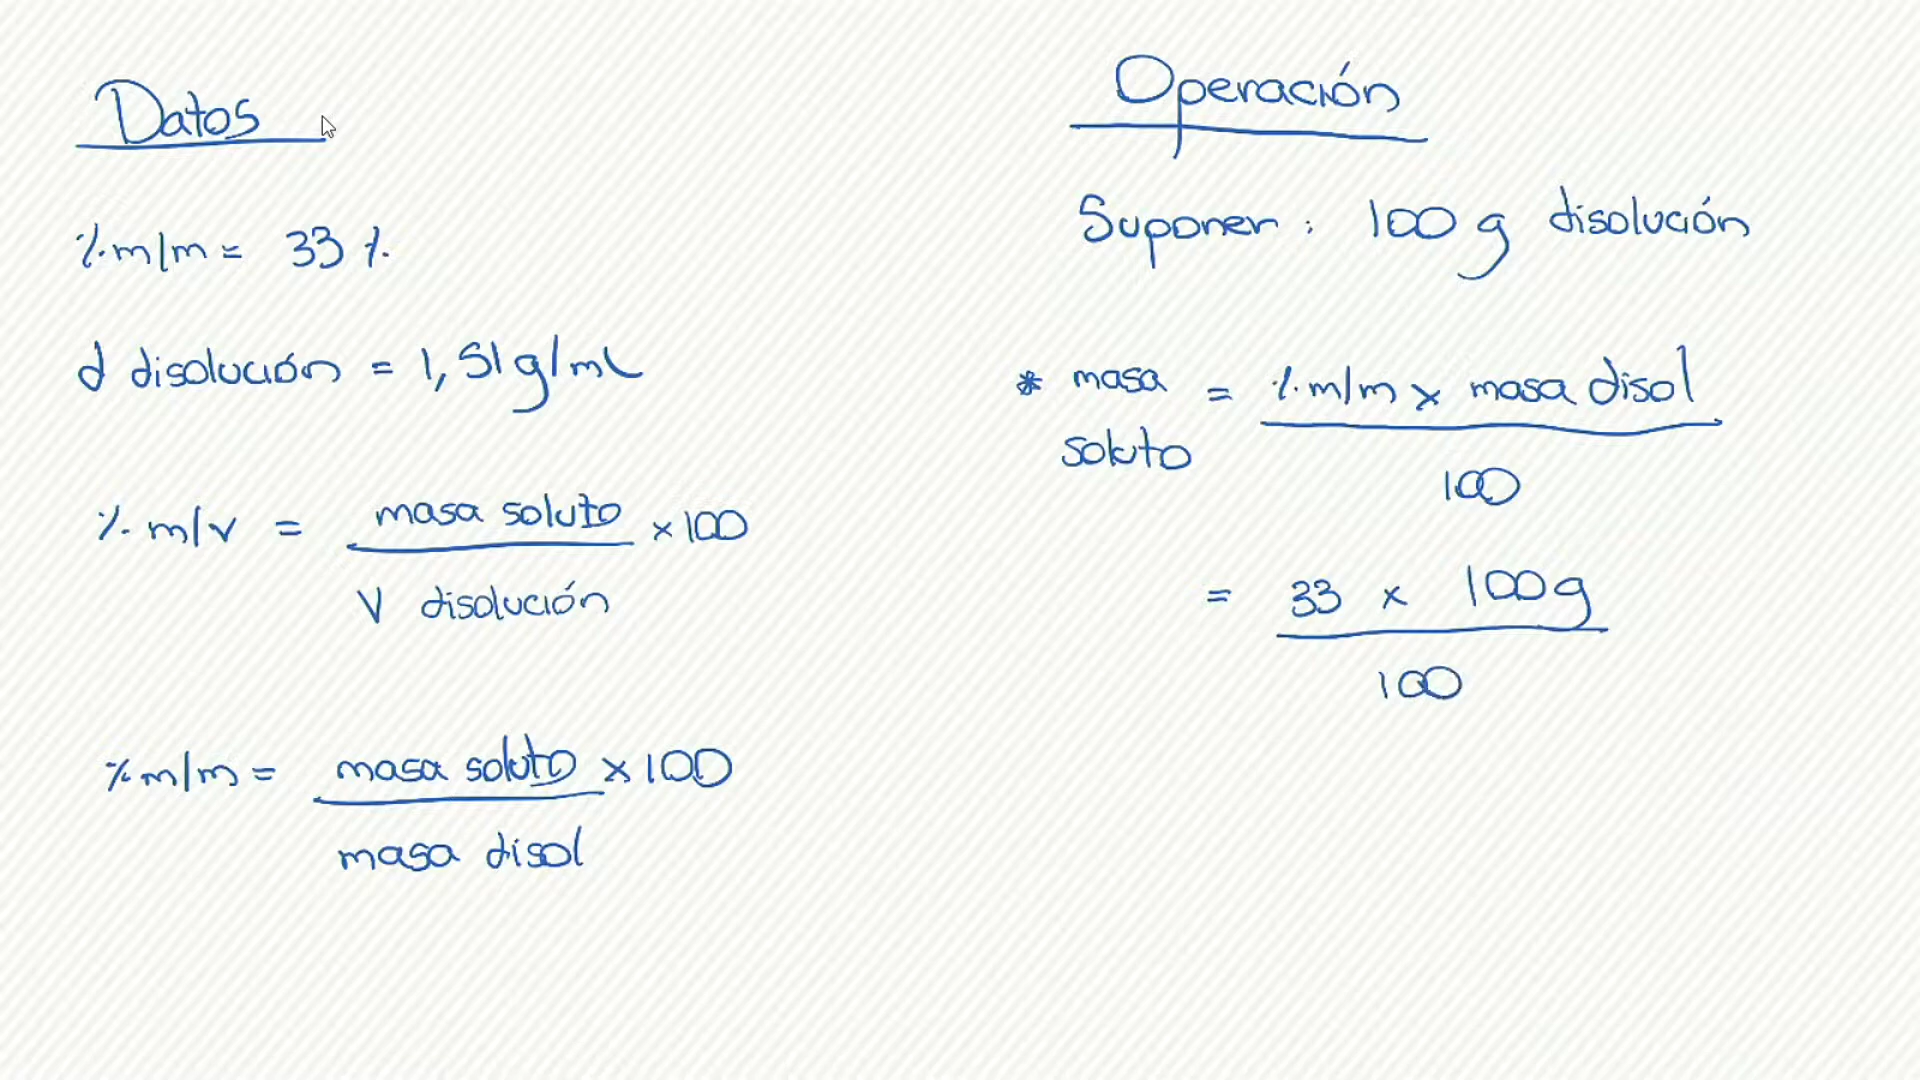 Datos
% m/m = 33 %
d disolución = 1,51 g/mL
% m/v = masa soluto x 100
V disolución
% m/m = masa soluto x 100
masa disol
Operación
Suponer : 100 g disolución
* masa soluto = % m/m x masa disol
100
= 33 x 100g
100